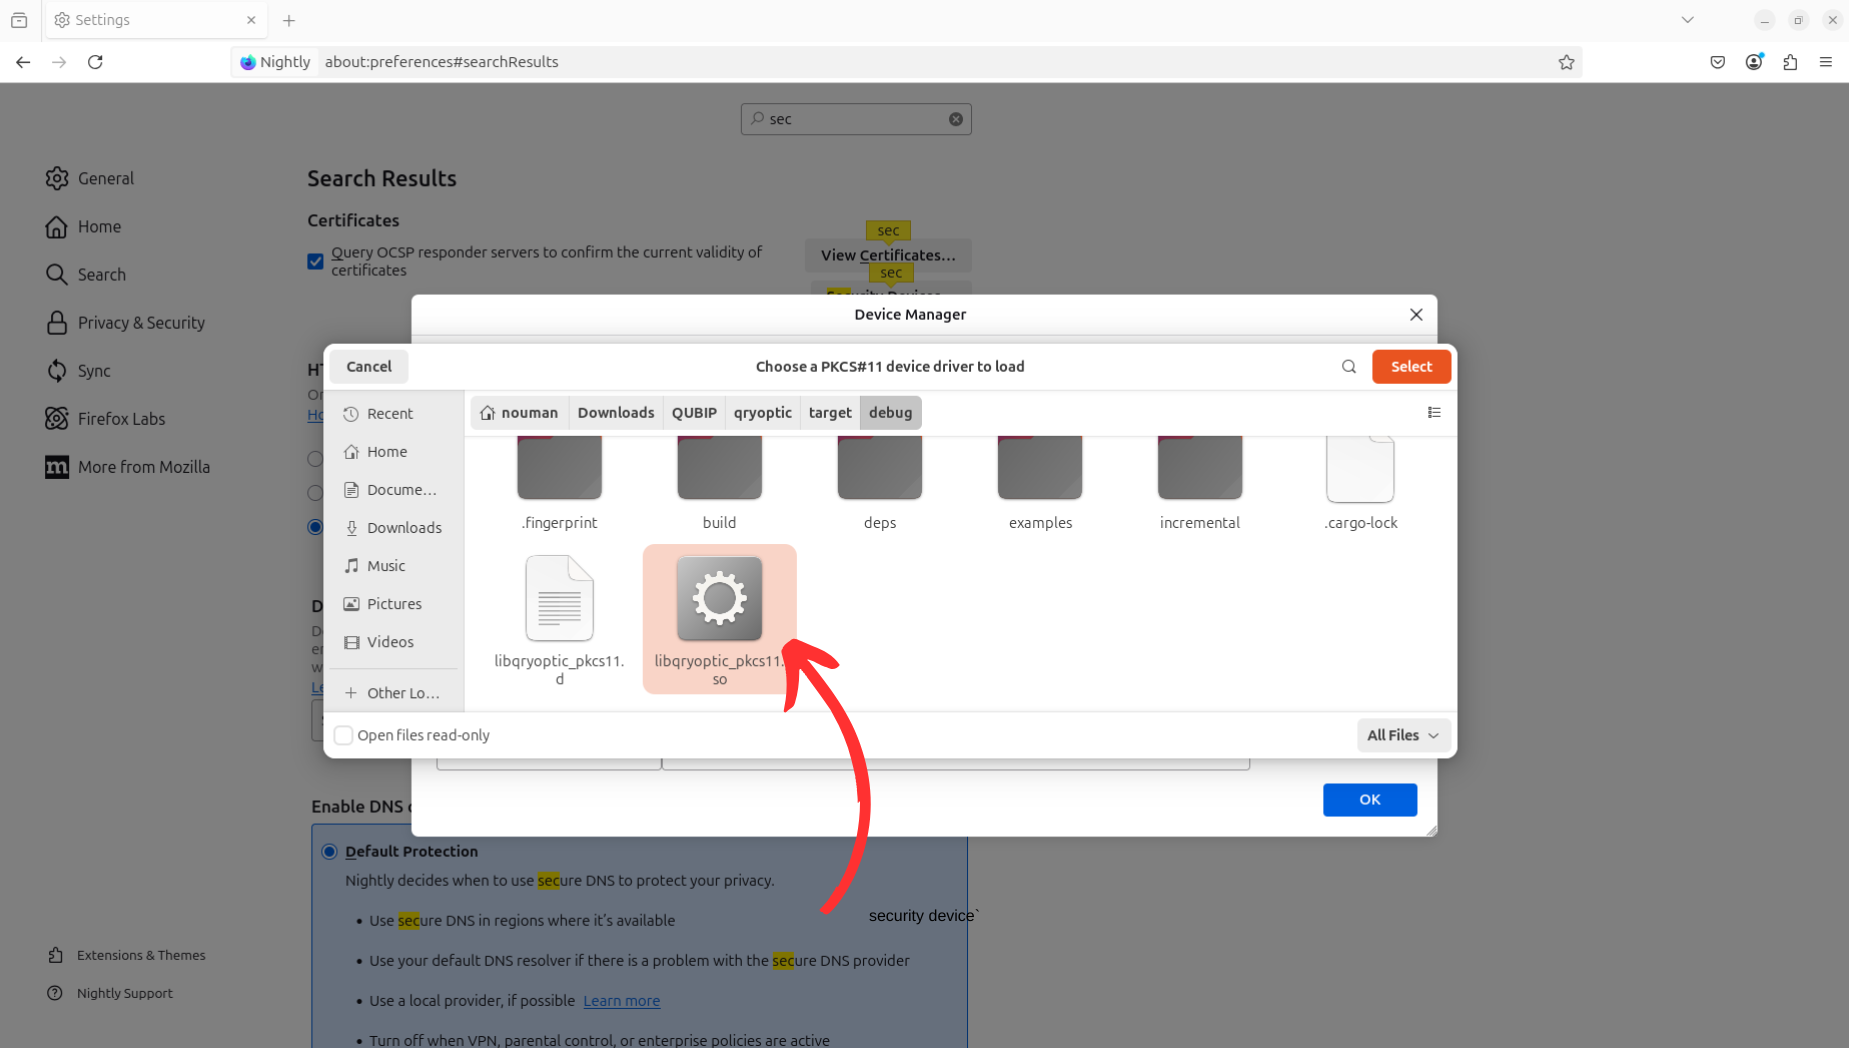 Settings
Nightly
about:preferences#searchResults
sec
General
Home
Search
Privacy & Security
Sync
Firefox Labs
More from Mozilla
Extensions & Themes
Nightly Support
Search Results
Certificates
Query OCSP responder servers to confirm the current validity of
certificates
sec
View Certificates...
sec
Security Devices...
Device Manager
Cancel
Choose a PKCS#11 device driver to load
Select
Recent
Home
Docume...
Downloads
Music
Pictures
Videos
Other Lo...
nouman
Downloads
QUBIP
qryoptic
target
debug
.fingerprint
build
deps
examples
incremental
.cargo-lock
libqryoptic_pkcs11.
d
libqryoptic_pkcs11.
so
Open files read-only
All Files
OK
Enable DNS
Default Protection
Nightly decides when to use secure DNS to protect your privacy.
• Use secure DNS in regions where it’s available
security device`
• Use your default DNS resolver if there is a problem with the secure DNS provider
• Use a local provider, if possible Learn more
• Turn off when VPN, parental control, or enterprise policies are active